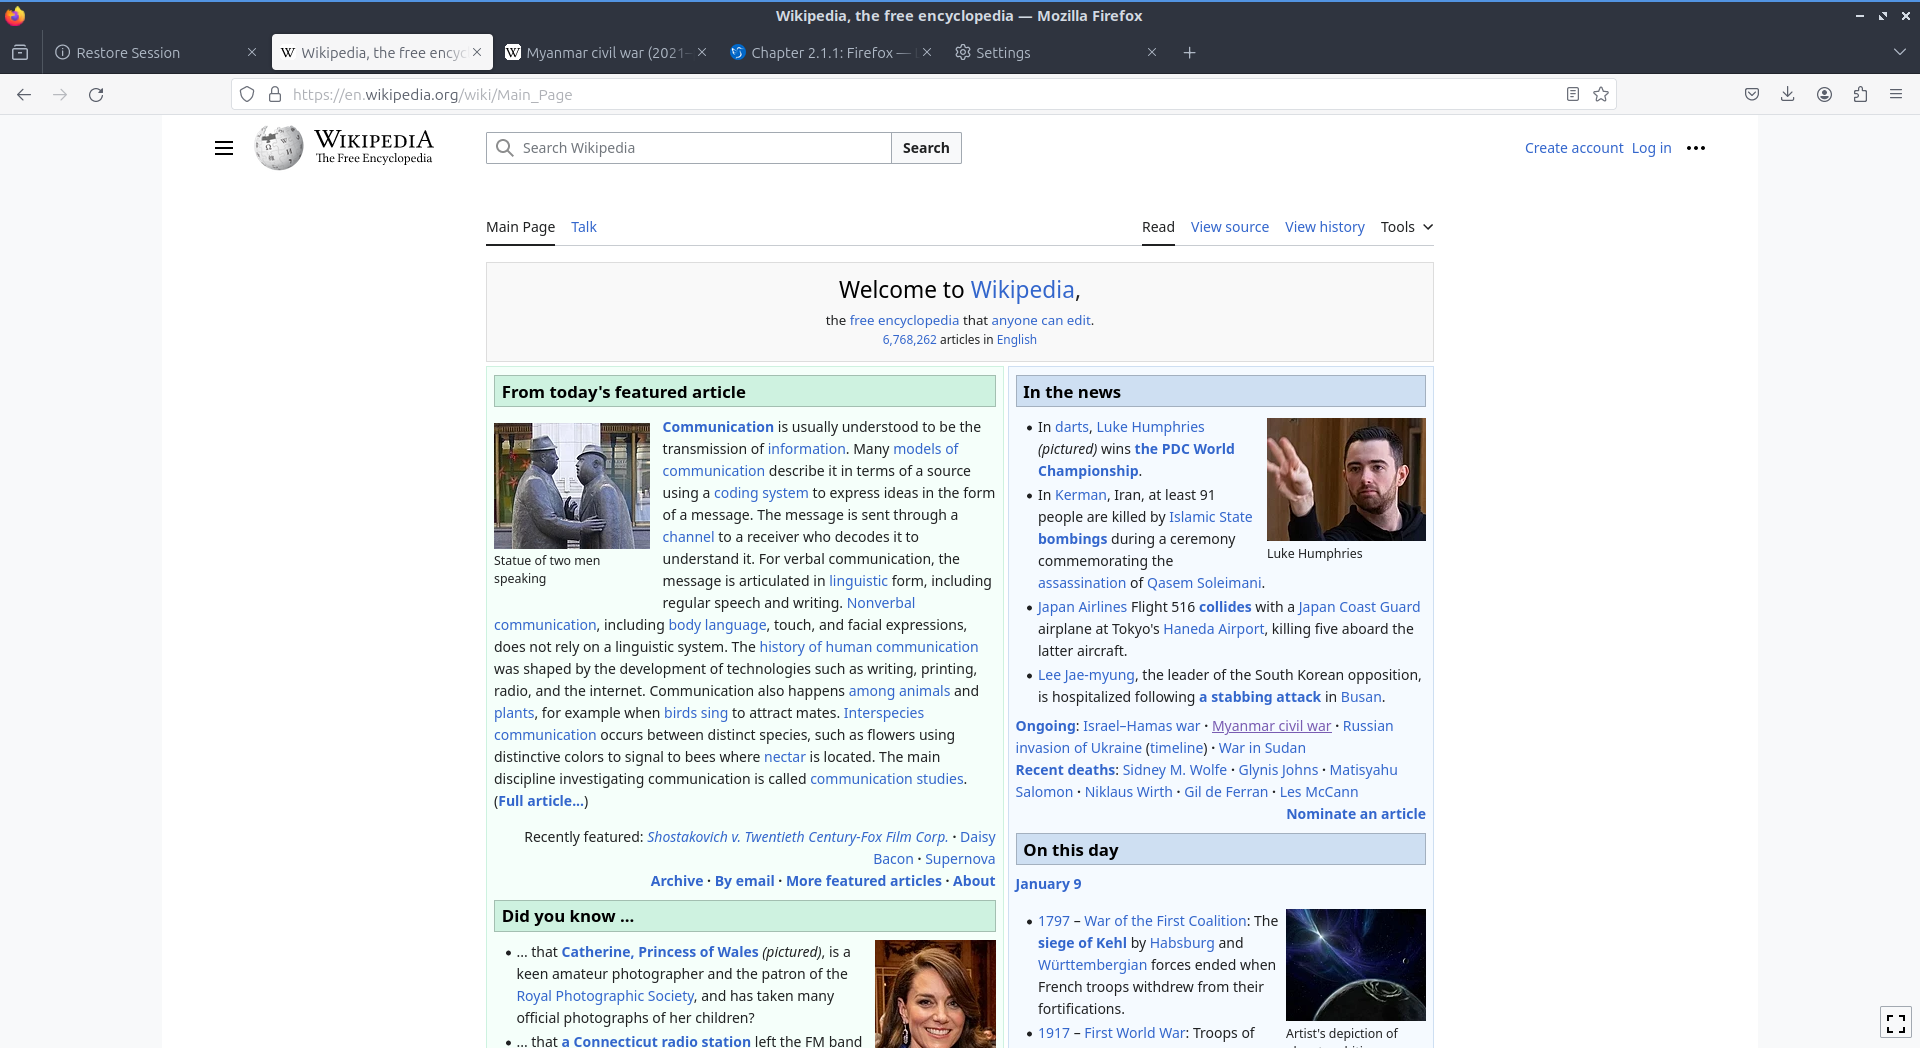 Wikipedia, the free encyclopedia — Mozilla Firefox
Restore Session
Wikipedia, the free encyc
Myanmar civil war (2021-
Chapter 2.1.1: Firefox —
Settings
https://en.wikipedia.org/wiki/Main_Page
WIKIPEDIA
The Free Encyclopedia
Search Wikipedia
Search
Create account Log in
Main Page Talk
Read View source View history Tools
Welcome to Wikipedia,
the free encyclopedia that anyone can edit.
6,768,262 articles in English
From today's featured article
Statue of two men
speaking
Communication is usually understood to be the
transmission of information. Many models of
communication describe it in terms of a source
using a coding system to express ideas in the form
of a message. The message is sent through a
channel to a receiver who decodes it to
understand it. For verbal communication, the
message is articulated in linguistic form, including
regular speech and writing. Nonverbal
communication, including body language, touch, and facial expressions,
does not rely on a linguistic system. The history of human communication
was shaped by the development of technologies such as writing, printing,
radio, and the internet. Communication also happens among animals and
plants, for example when birds sing to attract mates. Interspecies
communication occurs between distinct species, such as flowers using
distinctive colors to signal to bees where nectar is located. The main
discipline investigating communication is called communication studies.
(Full article...)
Recently featured: Shostakovich v. Twentieth Century-Fox Film Corp. · Daisy
Bacon · Supernova
Archive · By email · More featured articles · About
Did you know ...
... that Catherine, Princess of Wales (pictured), is a
keen amateur photographer and the patron of the
Royal Photographic Society, and has taken many
official photographs of her children?
... that a Connecticut radio station left the FM band
In the news
In darts, Luke Humphries
(pictured) wins the PDC World
Championship.
In Kerman, Iran, at least 91
people are killed by Islamic State
bombings during a ceremony
commemorating the
assassination of Qasem Soleimani.
Luke Humphries
Japan Airlines Flight 516 collides with a Japan Coast Guard
airplane at Tokyo's Haneda Airport, killing five aboard the
latter aircraft.
Lee Jae-myung, the leader of the South Korean opposition,
is hospitalized following a stabbing attack in Busan.
Ongoing: Israel–Hamas war · Myanmar civil war · Russian
invasion of Ukraine (timeline) · War in Sudan
Recent deaths: Sidney M. Wolfe · Glynis Johns · Matisyahu
Salomon · Niklaus Wirth · Gil de Ferran · Les McCann
Nominate an article
On this day
January 9
1797 – War of the First Coalition: The
siege of Kehl by Habsburg and
Württembergian forces ended when
French troops withdrew from their
fortifications.
1917 – First World War: Troops of
Artist's depiction of